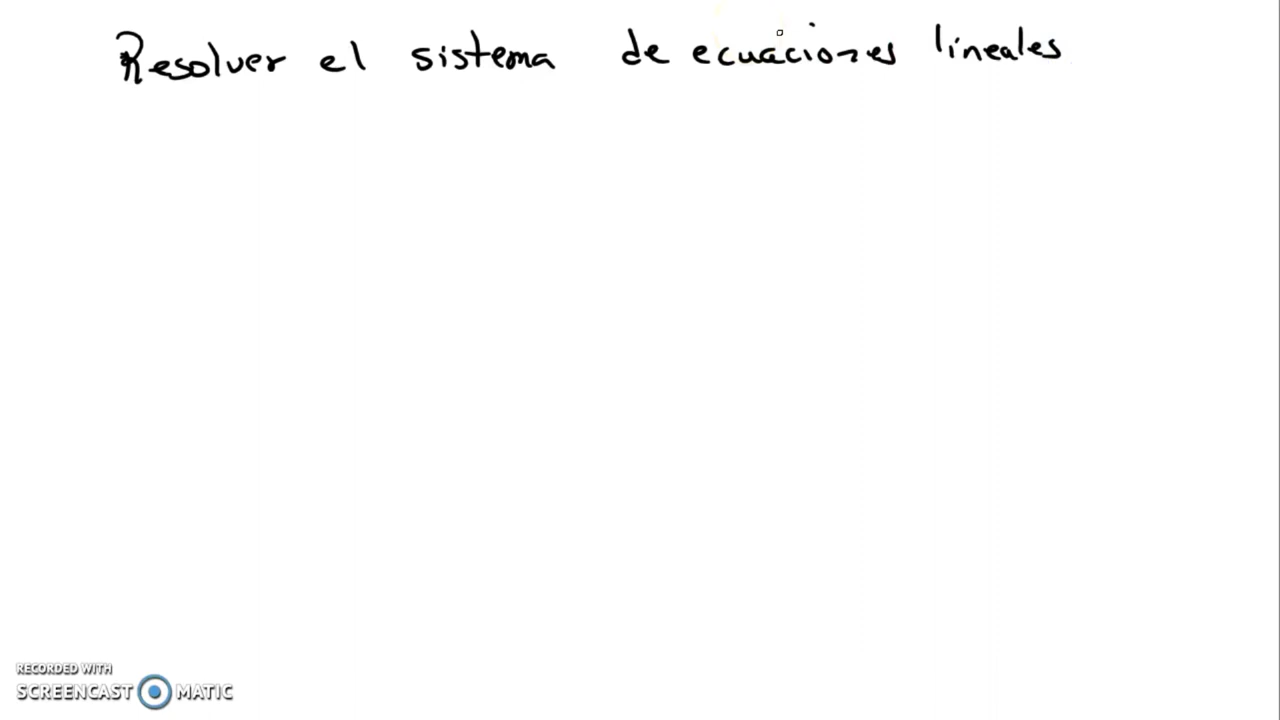 Resolver el sistema de ecuaciones lineales
RECORDED WITH
SCREENCAST MATIC